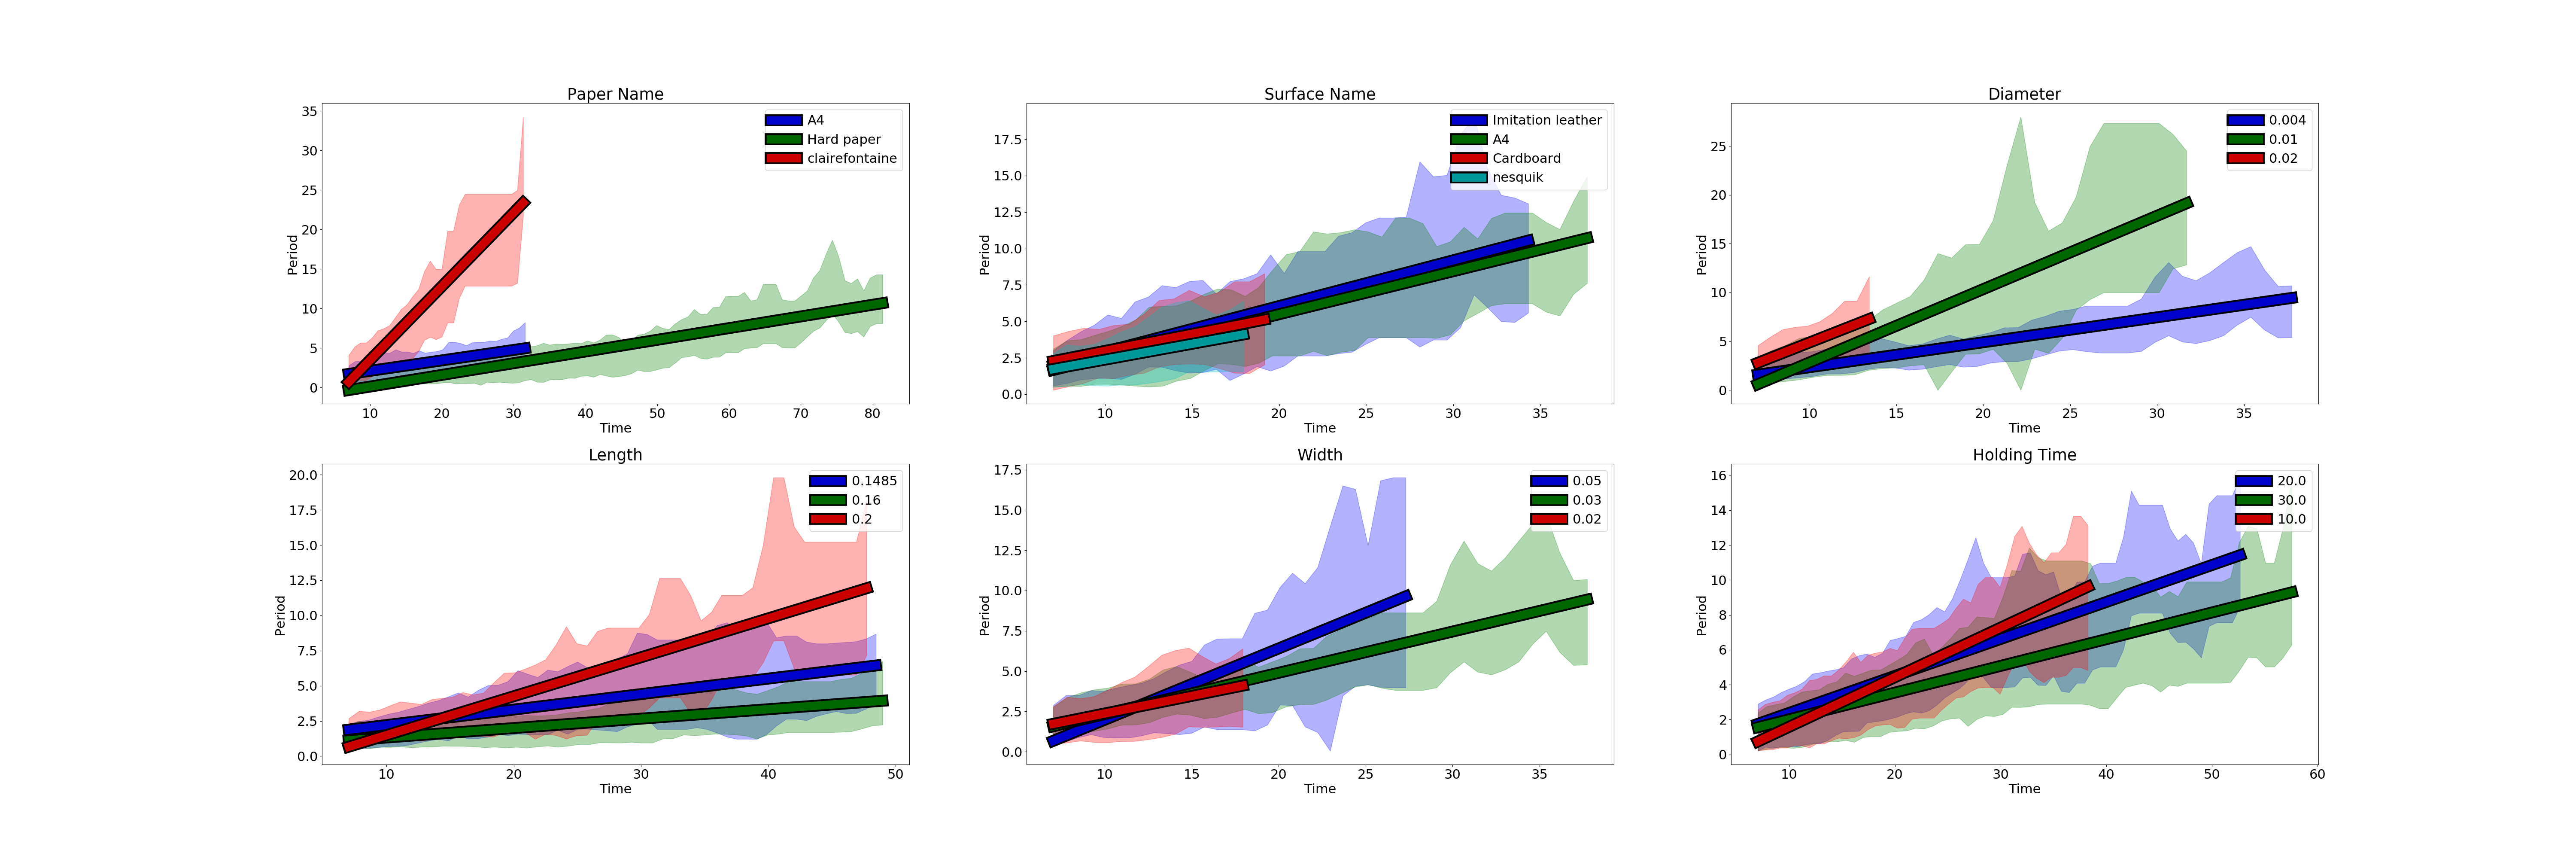 Paper Name
35
30
25
20
15
10
5
0
Period
10 20 30 40 50 60 70 80
Time
A4
Hard paper
clairefontaine
Surface Name
17.5
15.0
12.5
10.0
7.5
5.0
2.5
0.0
Period
10 15 20 25 30 35
Time
Imitation leather
A4
Cardboard
nesquik
Diameter
25
20
15
10
5
0
Period
10 15 20 25 30 35
Time
0.004
0.01
0.02
Length
20.0
17.5
15.0
12.5
10.0
7.5
5.0
2.5
0.0
Period
10 20 30 40 50
Time
0.1485
0.16
0.2
Width
17.5
15.0
12.5
10.0
7.5
5.0
2.5
0.0
Period
10 15 20 25 30 35
Time
0.05
0.03
0.02
Holding Time
16
14
12
10
8
6
4
2
0
Period
10 20 30 40 50 60
Time
20.0
30.0
10.0